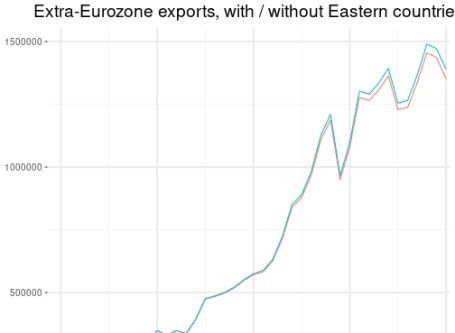 Extra-Eurozone exports, with / without Eastern countrie
1500000
1000000
500000